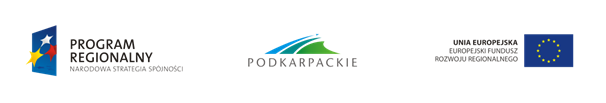 PROGRAM
REGIONALNY
NARODOWA STRATEGIA SPÓJNOŚCI
PODKARPACKIE
UNIA EUROPEJSKA
EUROPEJSKI FUNDUSZ
ROZWOJU REGIONALNEGO